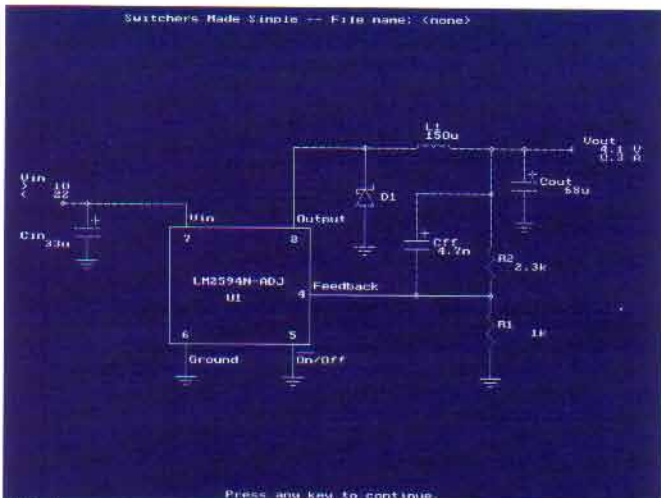 Switchers Made Simple -- File name: (none)
L1
150u
Vout
4.1 V
0.3 A
Vin
> 10
< 22
Cin
33u
Vin
7
Output
8
D1
Cout
68u
Cff
4.7n
R2
2.3k
LM2594N-ADJ
U1
4
Feedback
R1
1k
6
5
Ground
On/Off
Press any key to continue.